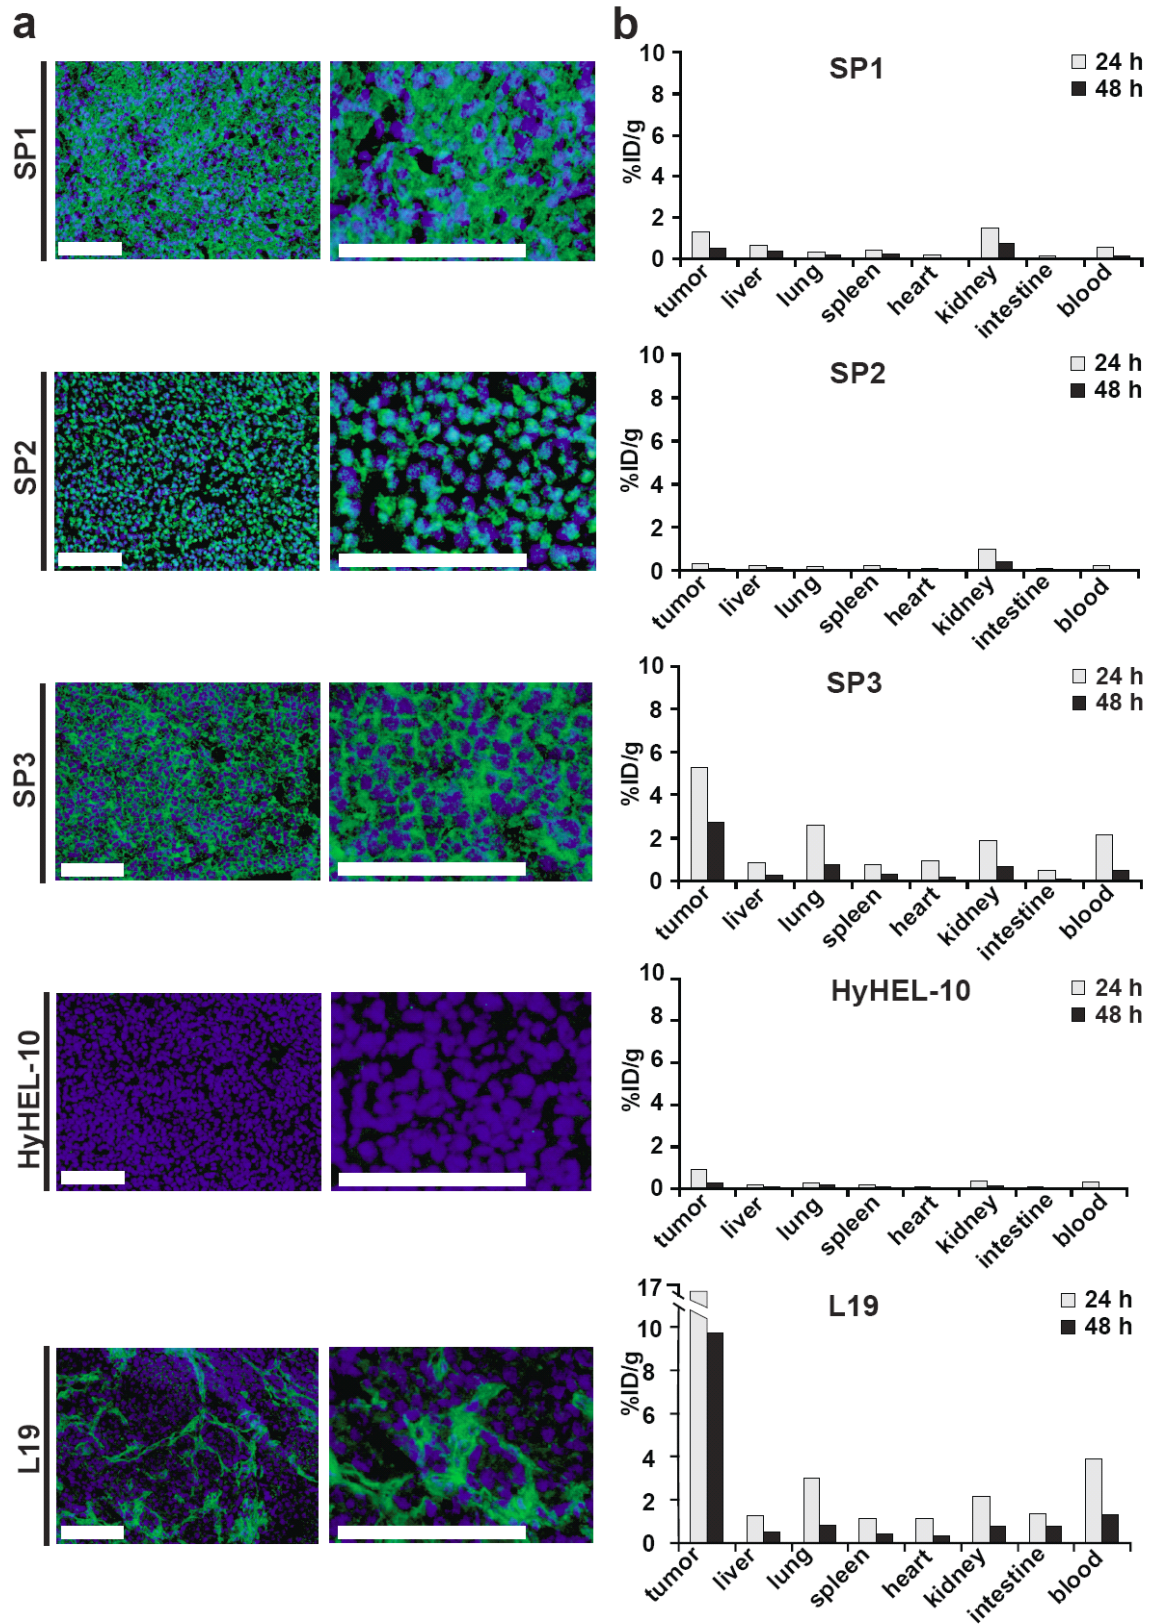 a
b
SP1
SP1
24 h
48 h
%ID/g
10
8
6
4
2
0
tumor
liver
lung
spleen
heart
kidney
intestine
blood
SP2
SP2
24 h
48 h
%ID/g
10
8
6
4
2
0
tumor
liver
lung
spleen
heart
kidney
intestine
blood
SP3
SP3
24 h
48 h
%ID/g
10
8
6
4
2
0
tumor
liver
lung
spleen
heart
kidney
intestine
blood
HyHEL-10
HyHEL-10
24 h
48 h
%ID/g
10
8
6
4
2
0
tumor
liver
lung
spleen
heart
kidney
intestine
blood
L19
L19
24 h
48 h
%ID/g
17
10
8
6
4
2
0
tumor
liver
lung
spleen
heart
kidney
intestine
blood